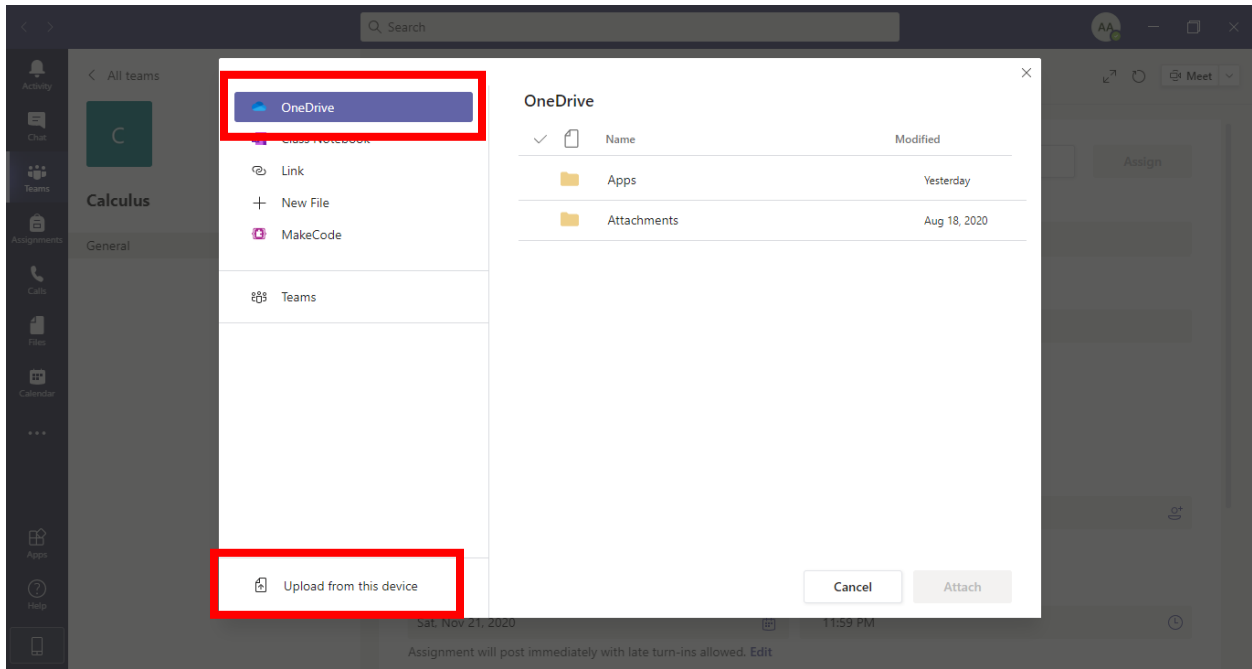 Search
AA
Activity
Chat
Teams
Assignments
Calls
Files
Calendar
Apps
Help
All teams
C
Calculus
General
OneDrive
Class Notebook
Link
New File
MakeCode
Teams
Upload from this device
OneDrive
Name Modified
Apps Yesterday
Attachments Aug 18, 2020
Cancel Attach
Meet
Assign
Sat, Nov 21, 2020 11:59 PM
Assignment will post immediately with late turn-ins allowed. Edit